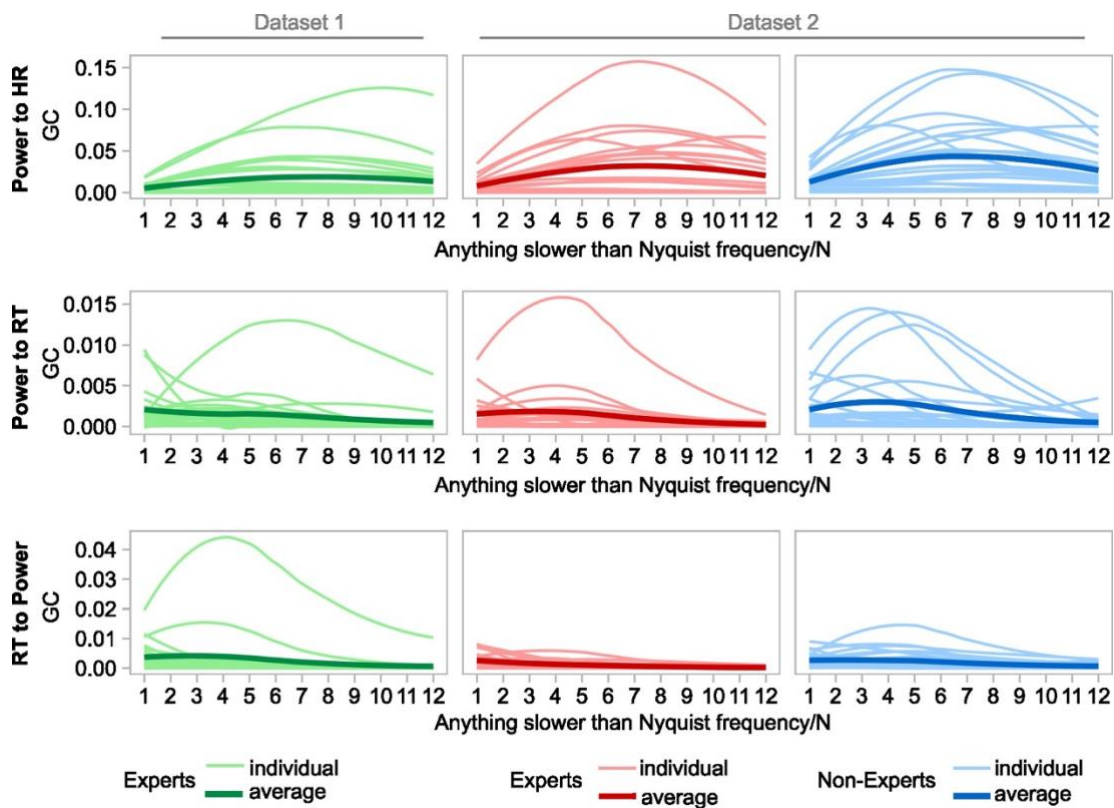 Dataset 1 Dataset 2
Power to HR
GC
0.15
0.10
0.05
0.00
1 2 3 4 5 6 7 8 9 10 11 12 1 2 3 4 5 6 7 8 9 10 11 12 1 2 3 4 5 6 7 8 9 10 11 12
Anything slower than Nyquist frequency/N
Power to RT
GC
0.015
0.010
0.005
0.000
1 2 3 4 5 6 7 8 9 10 11 12 1 2 3 4 5 6 7 8 9 10 11 12 1 2 3 4 5 6 7 8 9 10 11 12
Anything slower than Nyquist frequency/N
RT to Power
GC
0.04
0.03
0.02
0.01
0.00
1 2 3 4 5 6 7 8 9 10 11 12 1 2 3 4 5 6 7 8 9 10 11 12 1 2 3 4 5 6 7 8 9 10 11 12
Anything slower than Nyquist frequency/N
Experts individual average Experts individual average Non-Experts individual average